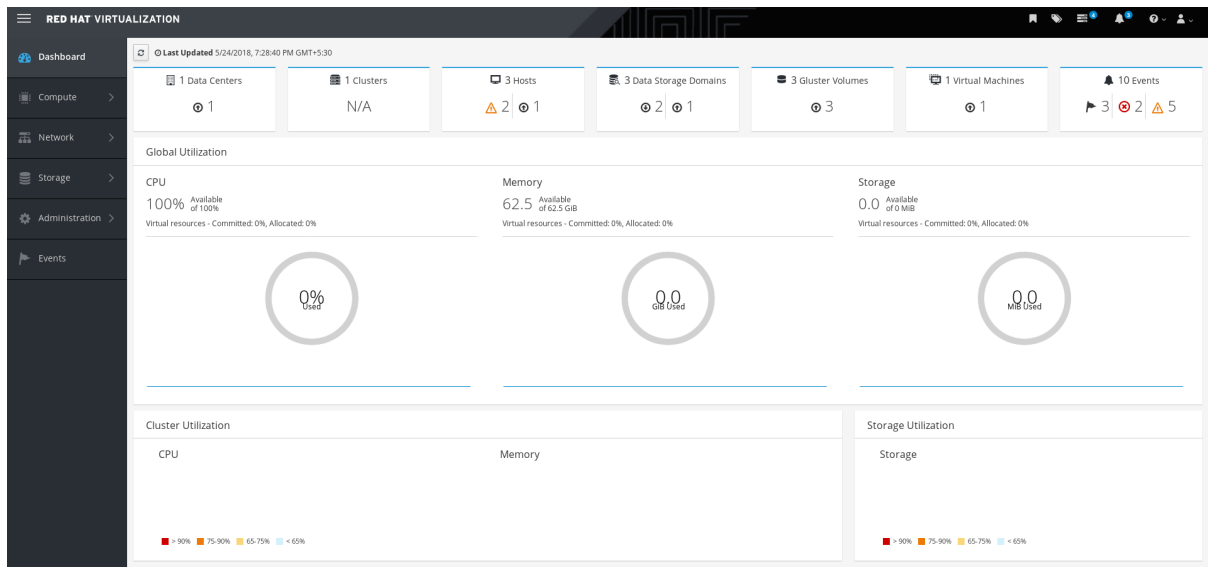 RED HAT VIRTUALIZATION
4
3
Dashboard
Compute
Network
Storage
Administration
Events
Last Updated 5/24/2018, 7:28:40 PM GMT+5:30
1 Data Centers
1
1 Clusters
N/A
3 Hosts
2 1
3 Data Storage Domains
2 1
3 Gluster Volumes
3
1 Virtual Machines
1
10 Events
3 2 5
Global Utilization
CPU
100% Available
of 100%
Virtual resources - Committed: 0%, Allocated: 0%
0%
Used
Memory
62.5 Available
of 62.5 GiB
Virtual resources - Committed: 0%, Allocated: 0%
0.0
GiB Used
Storage
0.0 Available
of 0 MiB
Virtual resources - Committed: 0%, Allocated: 0%
0.0
MiB Used
Cluster Utilization
CPU
Memory
> 90% 75-90% 65-75% < 65%
Storage Utilization
Storage
> 90% 75-90% 65-75% < 65%